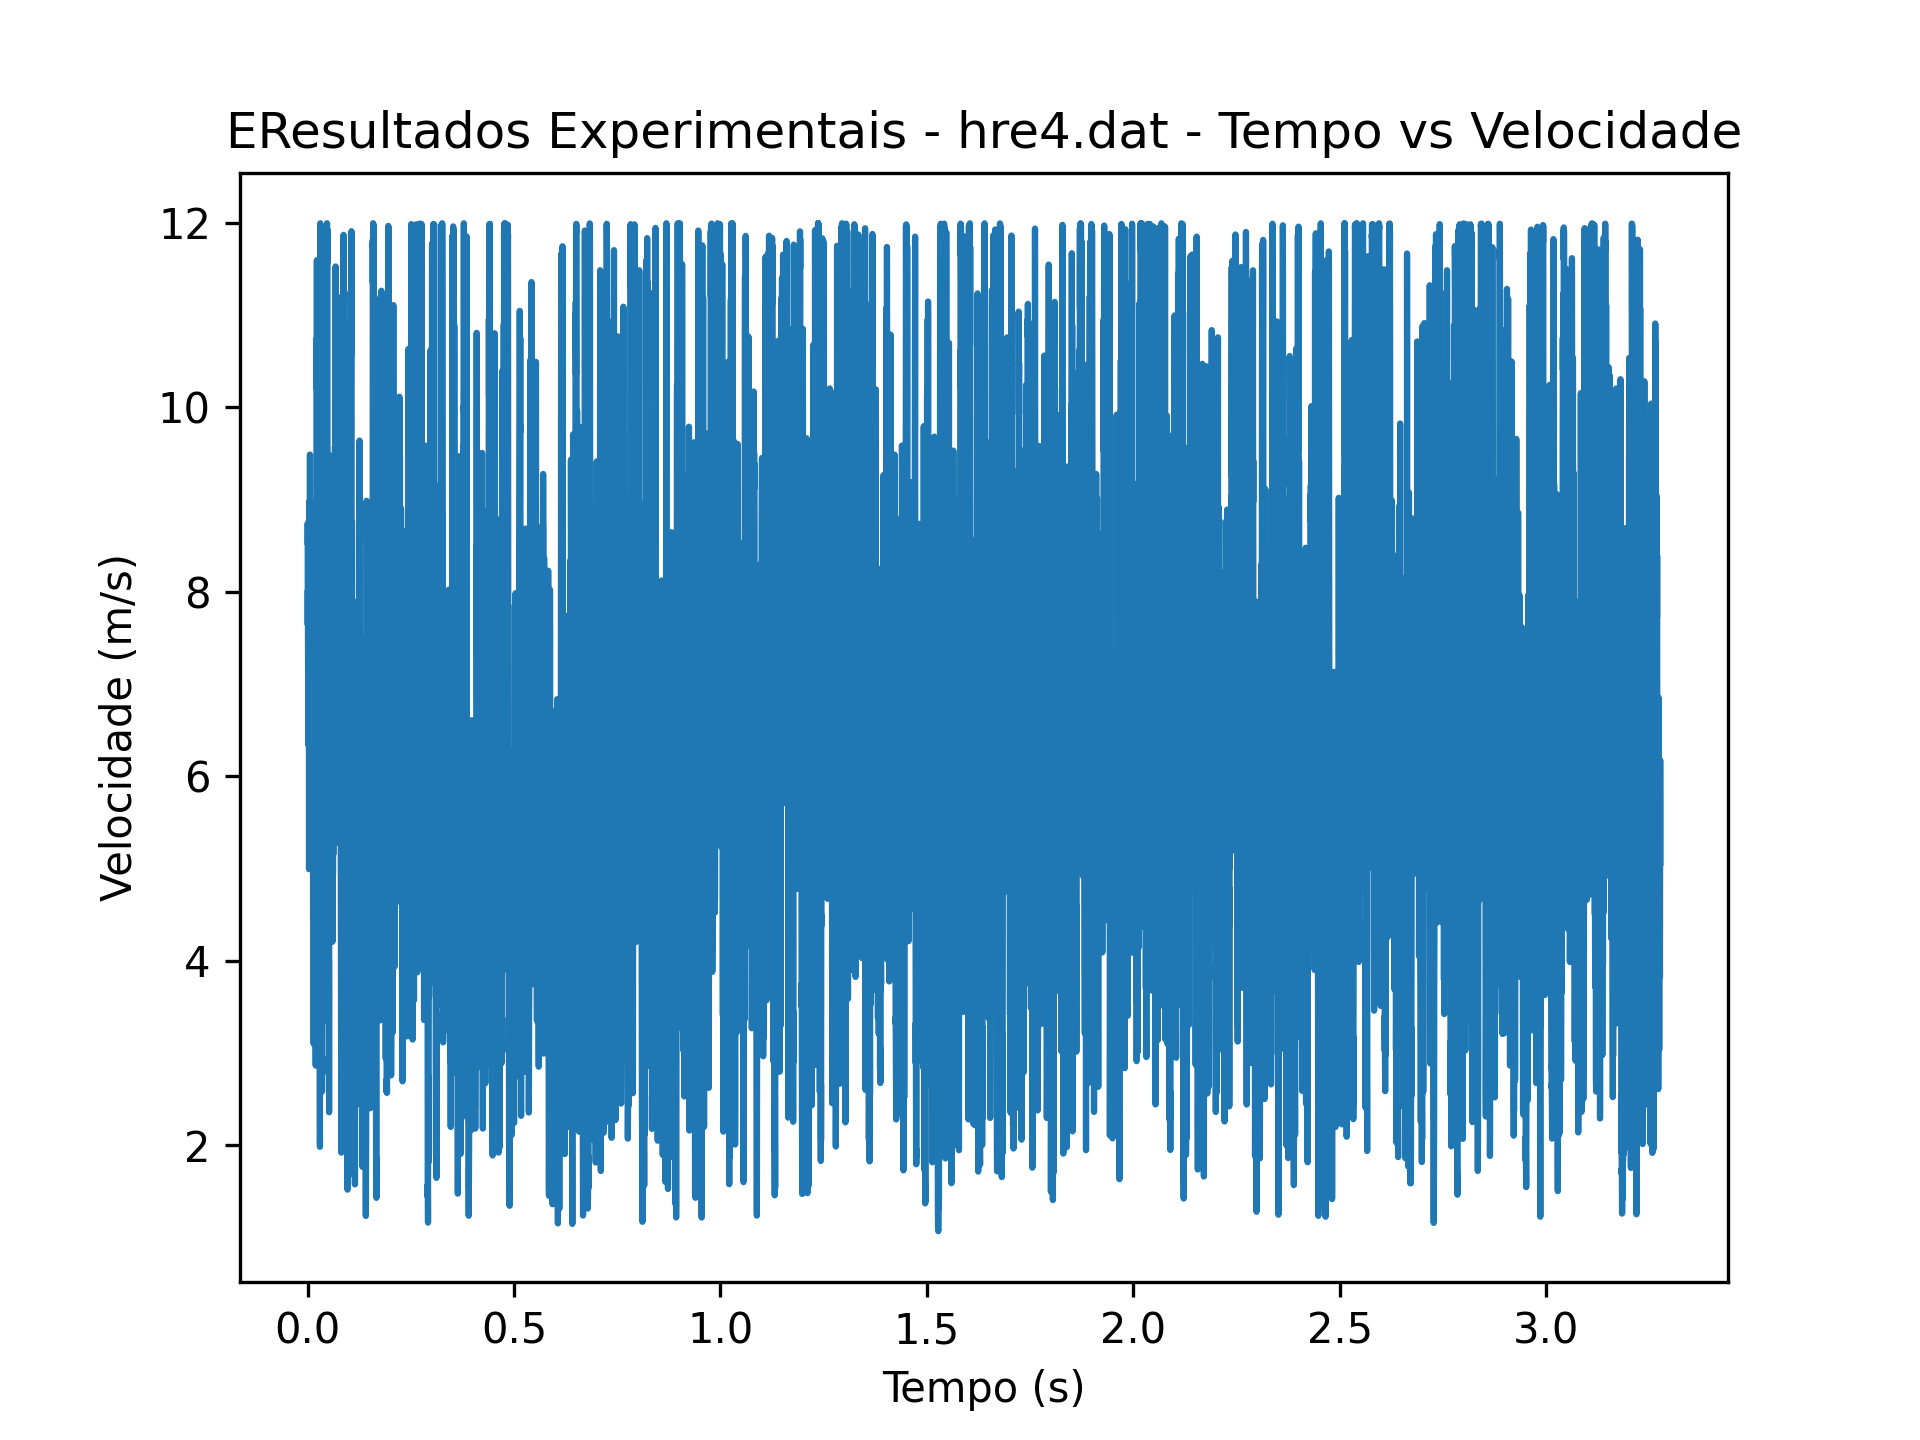 EResultados Experimentais - hre4.dat - Tempo vs Velocidade
12
10
8
6
4
2
Velocidade (m/s)
0.0 0.5 1.0 1.5 2.0 2.5 3.0
Tempo (s)